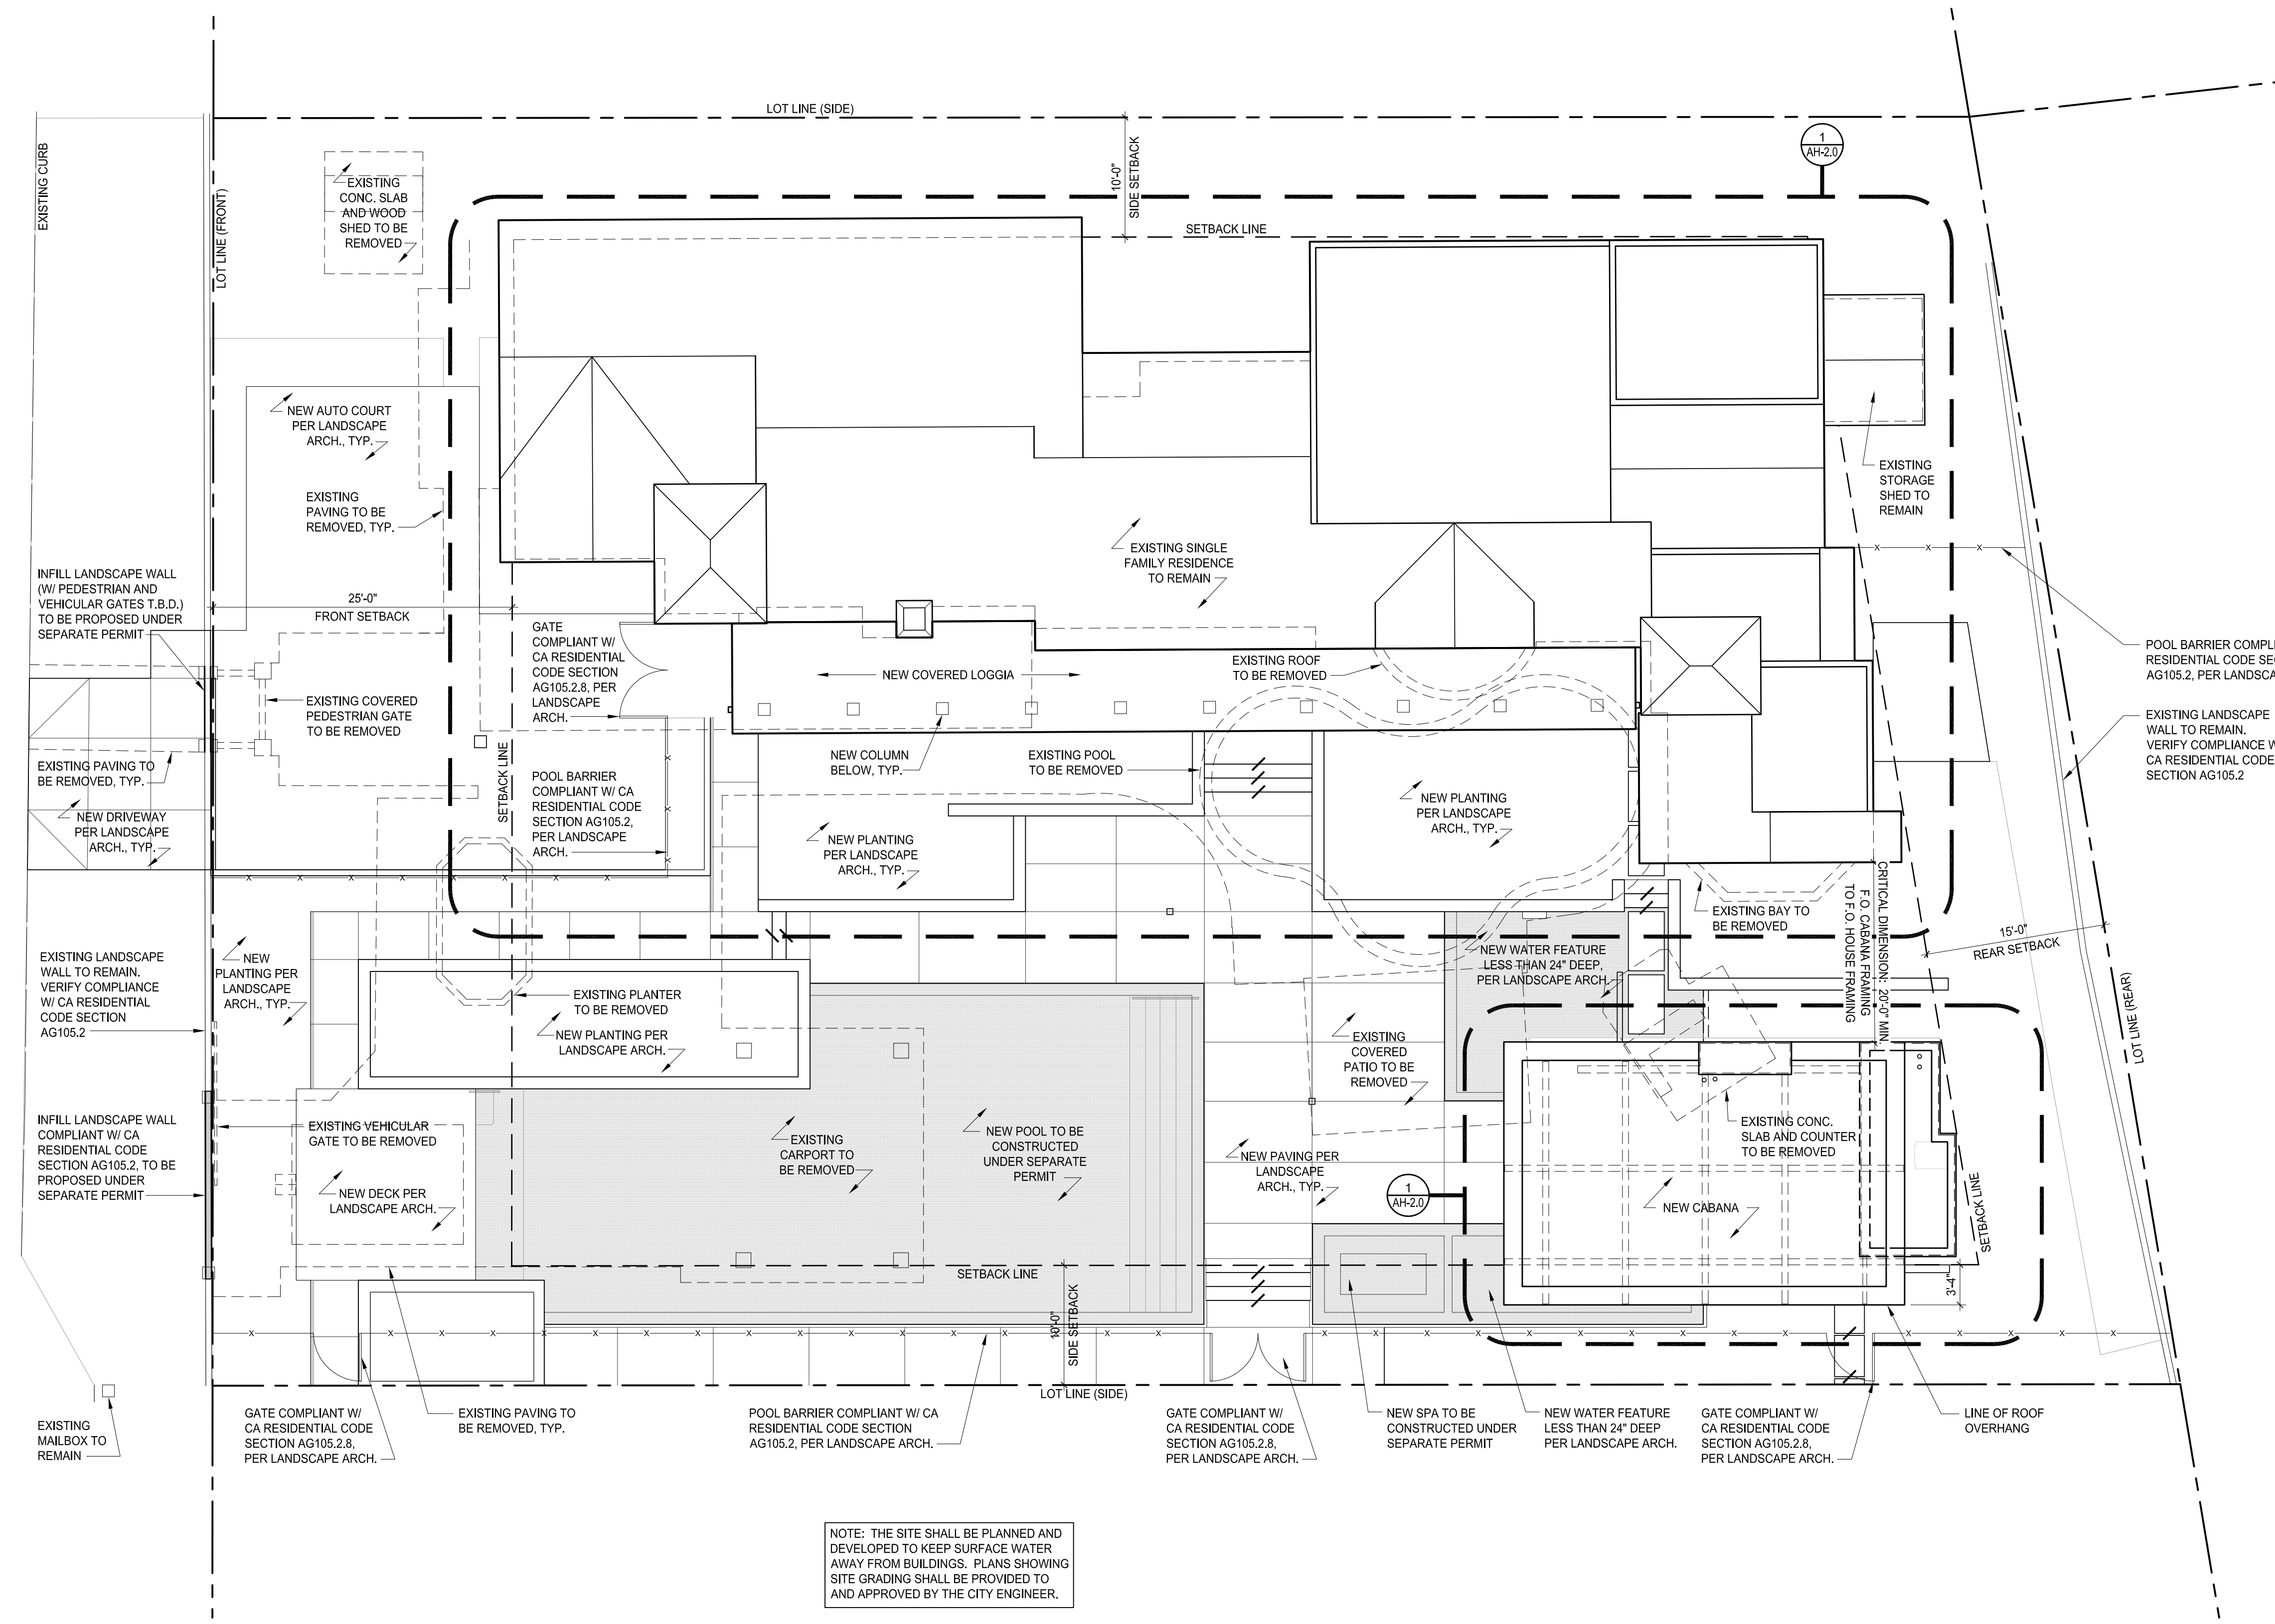 LOT LINE (SIDE)
EXISTING CURB
LOT LINE (FRONT)
EXISTING
CONC. SLAB
AND WOOD
SHED TO BE
REMOVED
10'-0"
SIDE SETBACK
1
AH-2.0
SETBACK LINE
NEW AUTO COURT
PER LANDSCAPE
ARCH., TYP.
EXISTING
PAVING TO BE
REMOVED, TYP.
EXISTING
STORAGE
SHED TO
REMAIN
EXISTING SINGLE
FAMILY RESIDENCE
TO REMAIN
INFILL LANDSCAPE WALL
(W/ PEDESTRIAN AND
VEHICULAR GATES T.B.D.)
TO BE PROPOSED UNDER
SEPARATE PERMIT
25'-0"
FRONT SETBACK
GATE
COMPLIANT W/
CA RESIDENTIAL
CODE SECTION
AG105.2.8, PER
LANDSCAPE
ARCH.
NEW COVERED LOGGIA
EXISTING ROOF
TO BE REMOVED
POOL BARRIER COMPLI
RESIDENTIAL CODE SE
AG105.2, PER LANDSCA
EXISTING COVERED
PEDESTRIAN GATE
TO BE REMOVED
EXISTING LANDSCAPE
WALL TO REMAIN.
VERIFY COMPLIANCE W
CA RESIDENTIAL CODE
SECTION AG105.2
EXISTING PAVING TO
BE REMOVED, TYP.
SETBACK LINE
POOL BARRIER
COMPLIANT W/ CA
RESIDENTIAL CODE
SECTION AG105.2,
PER LANDSCAPE
ARCH.
NEW COLUMN
BELOW, TYP.
EXISTING POOL
TO BE REMOVED
NEW DRIVEWAY
PER LANDSCAPE
ARCH., TYP.
NEW PLANTING
PER LANDSCAPE
ARCH., TYP.
NEW PLANTING
PER LANDSCAPE
ARCH., TYP.
CRITICAL DIMENSION: 20'-0" MIN.
F.O. CABANA FRAMING
TO F.O. HOUSE FRAMING
EXISTING BAY TO
BE REMOVED
15'-0"
REAR SETBACK
EXISTING LANDSCAPE
WALL TO REMAIN.
VERIFY COMPLIANCE
W/ CA RESIDENTIAL
CODE SECTION
AG105.2
NEW
PLANTING PER
LANDSCAPE
ARCH., TYP.
NEW WATER FEATURE
LESS THAN 24" DEEP,
PER LANDSCAPE ARCH.
EXISTING PLANTER
TO BE REMOVED
NEW PLANTING PER
LANDSCAPE ARCH.
LOT LINE (REAR)
EXISTING
COVERED
PATIO TO BE
REMOVED
INFILL LANDSCAPE WALL
COMPLIANT W/ CA
RESIDENTIAL CODE
SECTION AG105.2, TO BE
PROPOSED UNDER
SEPARATE PERMIT
EXISTING VEHICULAR
GATE TO BE REMOVED
EXISTING
CARPORT TO
BE REMOVED
NEW POOL TO BE
CONSTRUCTED
UNDER SEPARATE
PERMIT
EXISTING CONC.
SLAB AND COUNTER
TO BE REMOVED
NEW PAVING PER
LANDSCAPE
ARCH., TYP.
NEW DECK PER
LANDSCAPE ARCH.
1
AH-2.0
NEW CABANA
SETBACK LINE
SETBACK LINE
10'-0"
SIDE SETBACK
3'-4"
LOT LINE (SIDE)
EXISTING
MAILBOX TO
REMAIN
GATE COMPLIANT W/
CA RESIDENTIAL CODE
SECTION AG105.2.8,
PER LANDSCAPE ARCH.
EXISTING PAVING TO
BE REMOVED, TYP.
POOL BARRIER COMPLIANT W/ CA
RESIDENTIAL CODE SECTION
AG105.2, PER LANDSCAPE ARCH.
GATE COMPLIANT W/
CA RESIDENTIAL CODE
SECTION AG105.2.8,
PER LANDSCAPE ARCH.
NEW SPA TO BE
CONSTRUCTED UNDER
SEPARATE PERMIT
NEW WATER FEATURE
LESS THAN 24" DEEP
PER LANDSCAPE ARCH.
GATE COMPLIANT W/
CA RESIDENTIAL CODE
SECTION AG105.2.8,
PER LANDSCAPE ARCH.
LINE OF ROOF
OVERHANG
NOTE: THE SITE SHALL BE PLANNED AND
DEVELOPED TO KEEP SURFACE WATER
AWAY FROM BUILDINGS. PLANS SHOWING
SITE GRADING SHALL BE PROVIDED TO
AND APPROVED BY THE CITY ENGINEER.